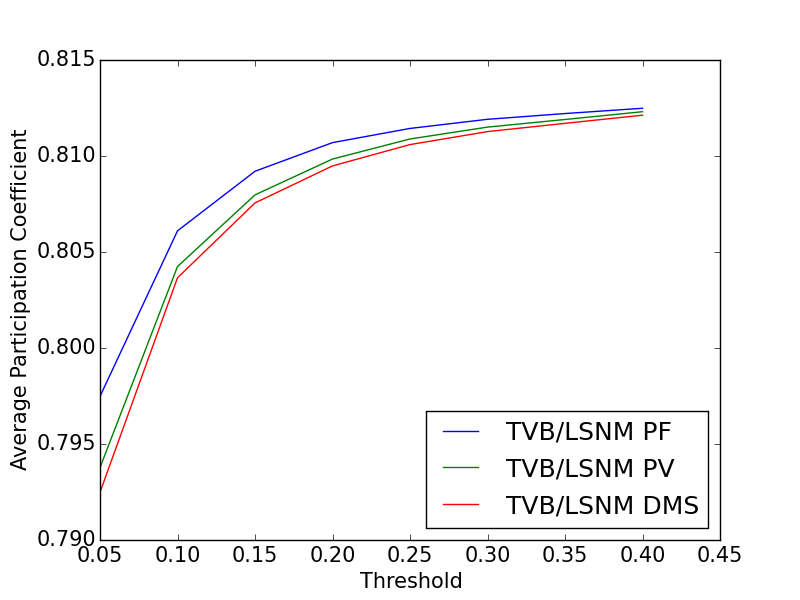 0.815
0.810
0.805
0.800
0.795
0.790
Average Participation Coefficient
TVB/LSNM PF
TVB/LSNM PV
TVB/LSNM DMS
0.05 0.10 0.15 0.20 0.25 0.30 0.35 0.40 0.45
Threshold